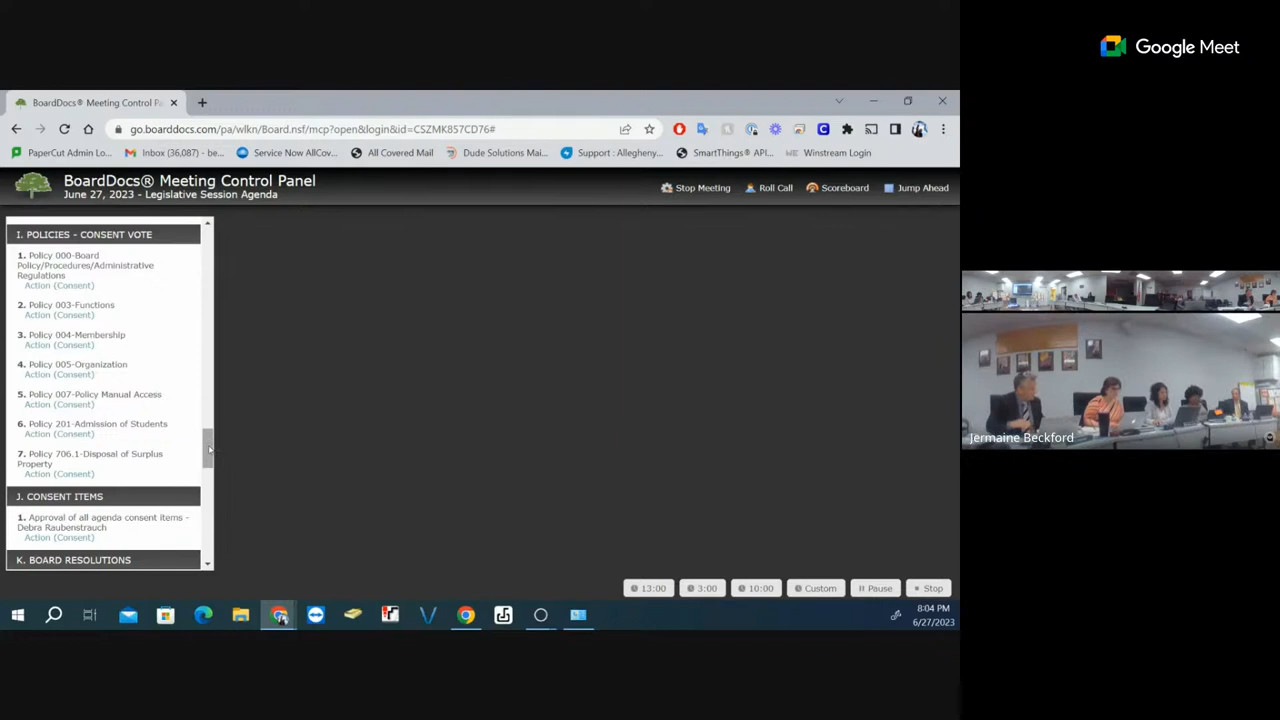 Google Meet
BoardDocs® Meeting Control Pa
go.boarddocs.com/pa/wlkn/Board.nsf/mcp?open&login&id=CSZMK857CD76#
PaperCut Admin Lo... Inbox (36,087) - be... Service Now AllCov... All Covered Mail Dude Solutions Mai... Support : Allegheny... SmartThings® API... Winstream Login
BoardDocs® Meeting Control Panel
June 27, 2023 - Legislative Session Agenda
Stop Meeting Roll Call Scoreboard Jump Ahead
I. POLICIES - CONSENT VOTE
1. Policy 000-Board
Policy/Procedures/Administrative
Regulations
Action (Consent)
2. Policy 003-Functions
Action (Consent)
3. Policy 004-Membership
Action (Consent)
4. Policy 005-Organization
Action (Consent)
5. Policy 007-Policy Manual Access
Action (Consent)
6. Policy 201-Admission of Students
Action (Consent)
7. Policy 706.1-Disposal of Surplus
Property
Action (Consent)
J. CONSENT ITEMS
1. Approval of all agenda consent items -
Debra Raubenstrauch
Action (Consent)
K. BOARD RESOLUTIONS
13:00 3:00 10:00 Custom Pause Stop
8:04 PM
6/27/2023
Jermaine Beckford